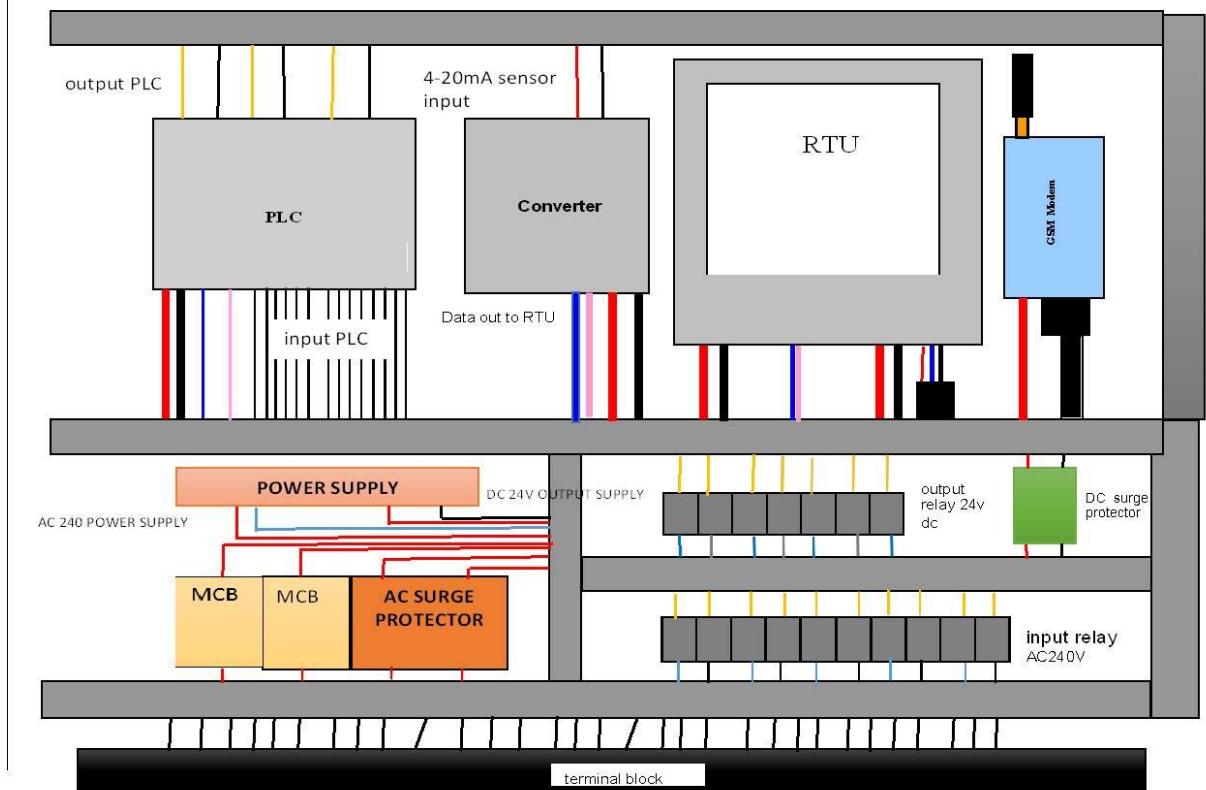 output PLC
4-20mA sensor
input
RTU
PLC
Converter
GSM Modem
Data out to RTU
input PLC
POWER SUPPLY
DC 24V OUTPUT SUPPLY
AC 240 POWER SUPPLY
output
relay 24v
dc
DC surge
protector
MCB
MCB
AC SURGE
PROTECTOR
input relay
AC240V
terminal block